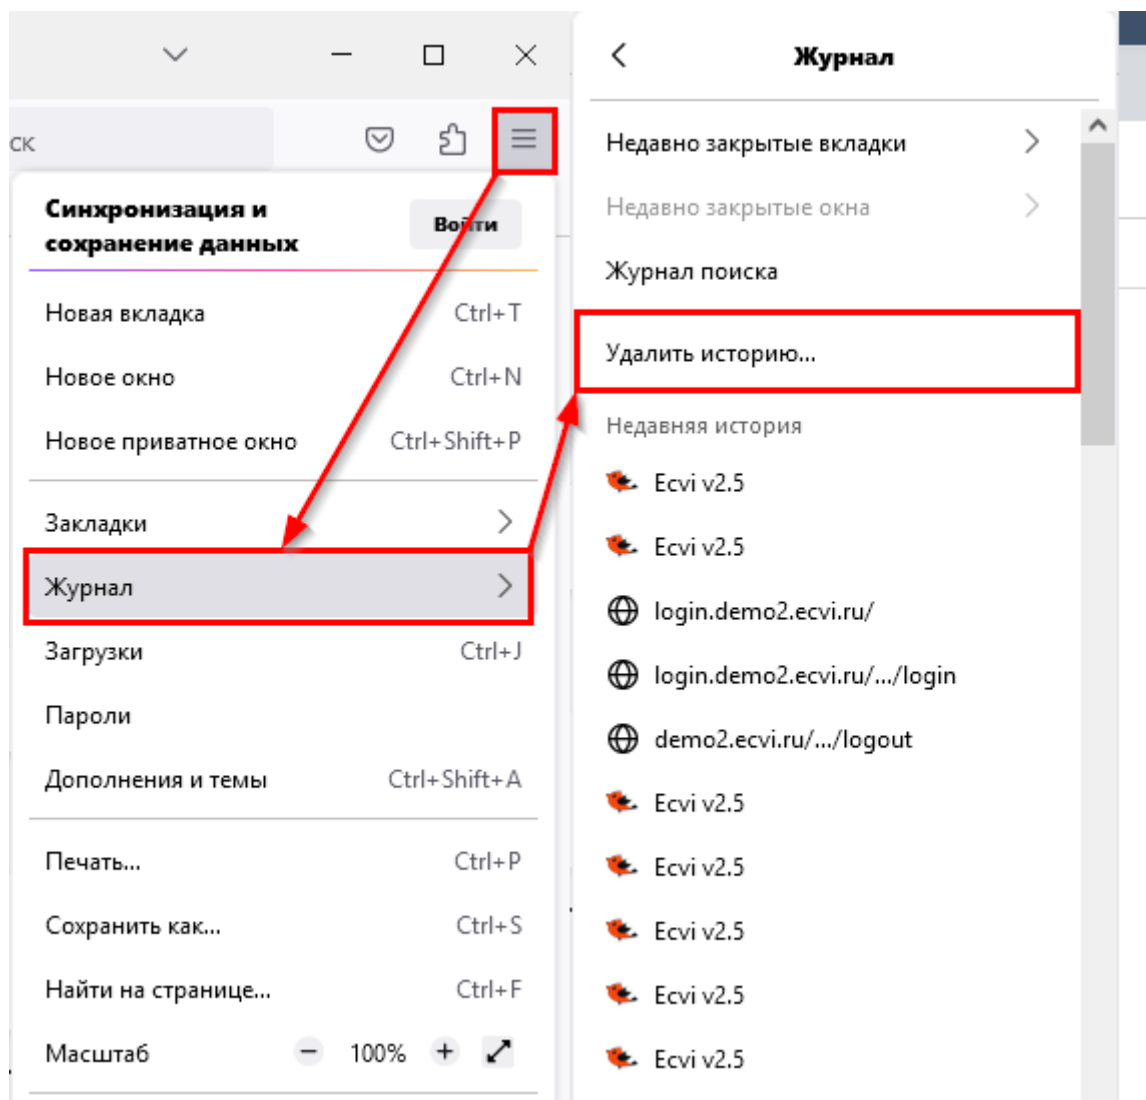 ск
Синхронизация и
сохранение данных
Войти
Новая вкладка Ctrl+T
Новое окно Ctrl+N
Новое приватное окно Ctrl+Shift+P
Закладки
Журнал
Загрузки Ctrl+J
Пароли
Дополнения и темы Ctrl+Shift+A
Печать... Ctrl+P
Сохранить как... Ctrl+S
Найти на странице... Ctrl+F
Масштаб − 100% +
Журнал
Недавно закрытые вкладки
Недавно закрытые окна
Журнал поиска
Удалить историю...
Недавняя история
Ecvi v2.5
Ecvi v2.5
login.demo2.ecvi.ru/
login.demo2.ecvi.ru/.../login
demo2.ecvi.ru/.../logout
Ecvi v2.5
Ecvi v2.5
Ecvi v2.5
Ecvi v2.5
Ecvi v2.5